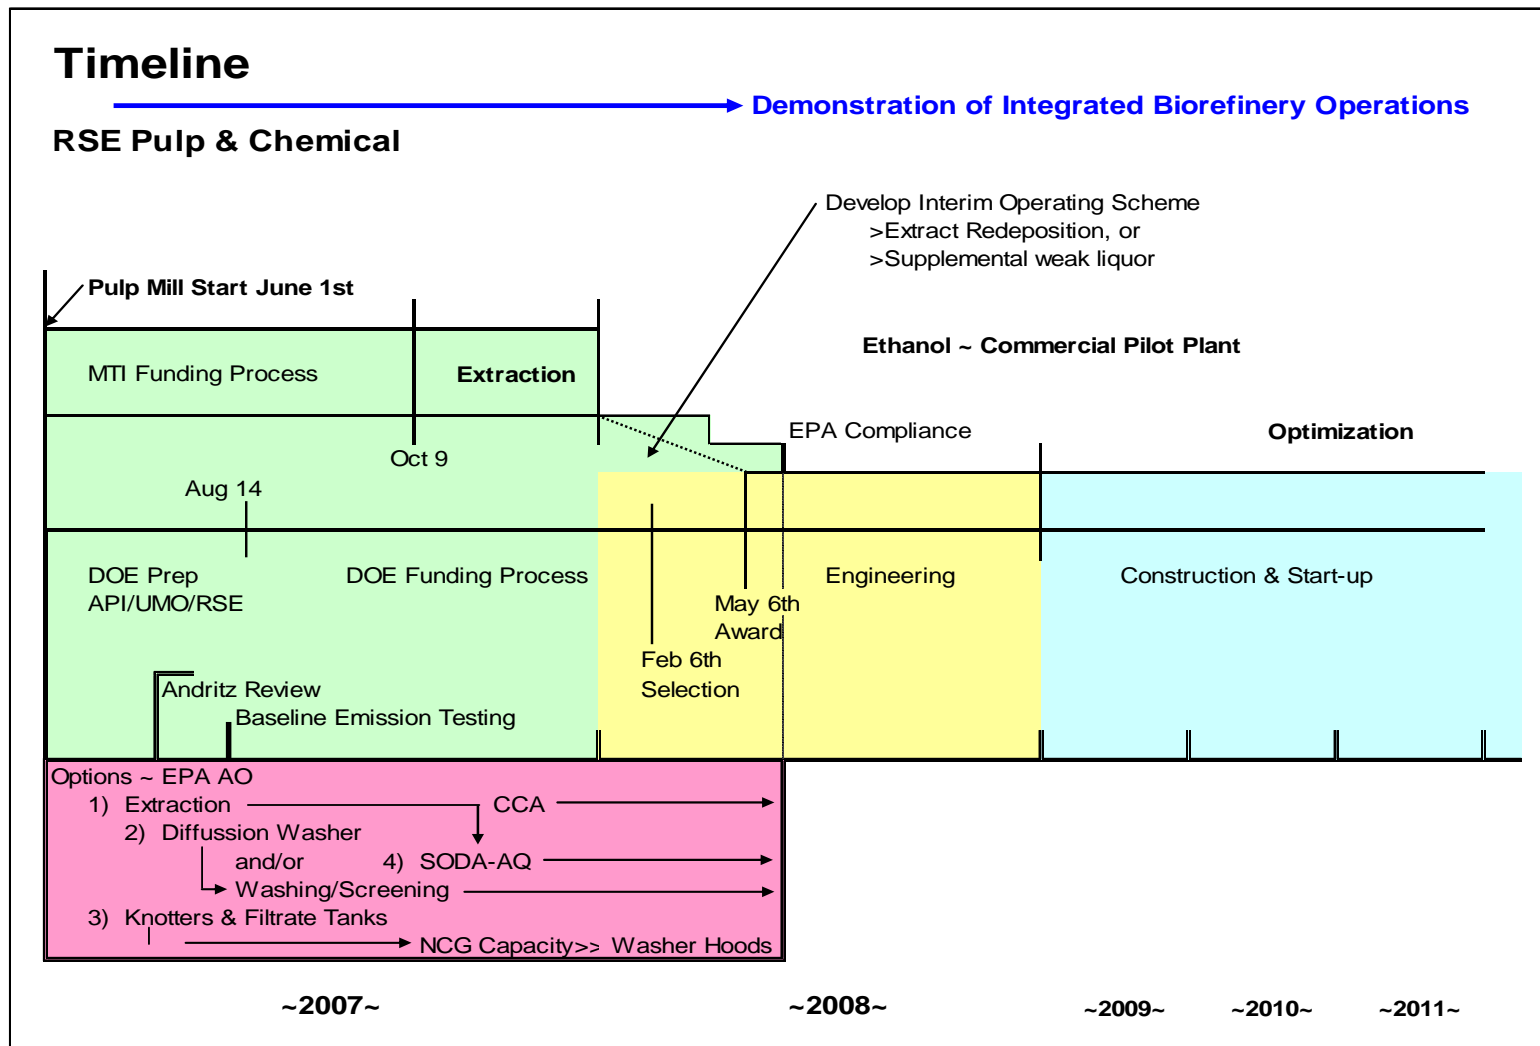 Timeline
Demonstration of Integrated Biorefinery Operations
RSE Pulp & Chemical
Develop Interim Operating Scheme
>Extract Redeposition, or
>Supplemental weak liquor
Pulp Mill Start June 1st
Ethanol ~ Commercial Pilot Plant
MTI Funding Process
Extraction
EPA Compliance
Optimization
Oct 9
Aug 14
DOE Prep
API/UMO/RSE
DOE Funding Process
Engineering
Construction & Start-up
May 6th
Award
Feb 6th
Selection
Andritz Review
Baseline Emission Testing
Options ~ EPA AO
1) Extraction
CCA
2) Diffussion Washer
and/or
4) SODA-AQ
Washing/Screening
3) Knotters & Filtrate Tanks
NCG Capacity>> Washer Hoods
~2007~
~2008~
~2009~
~2010~
~2011~